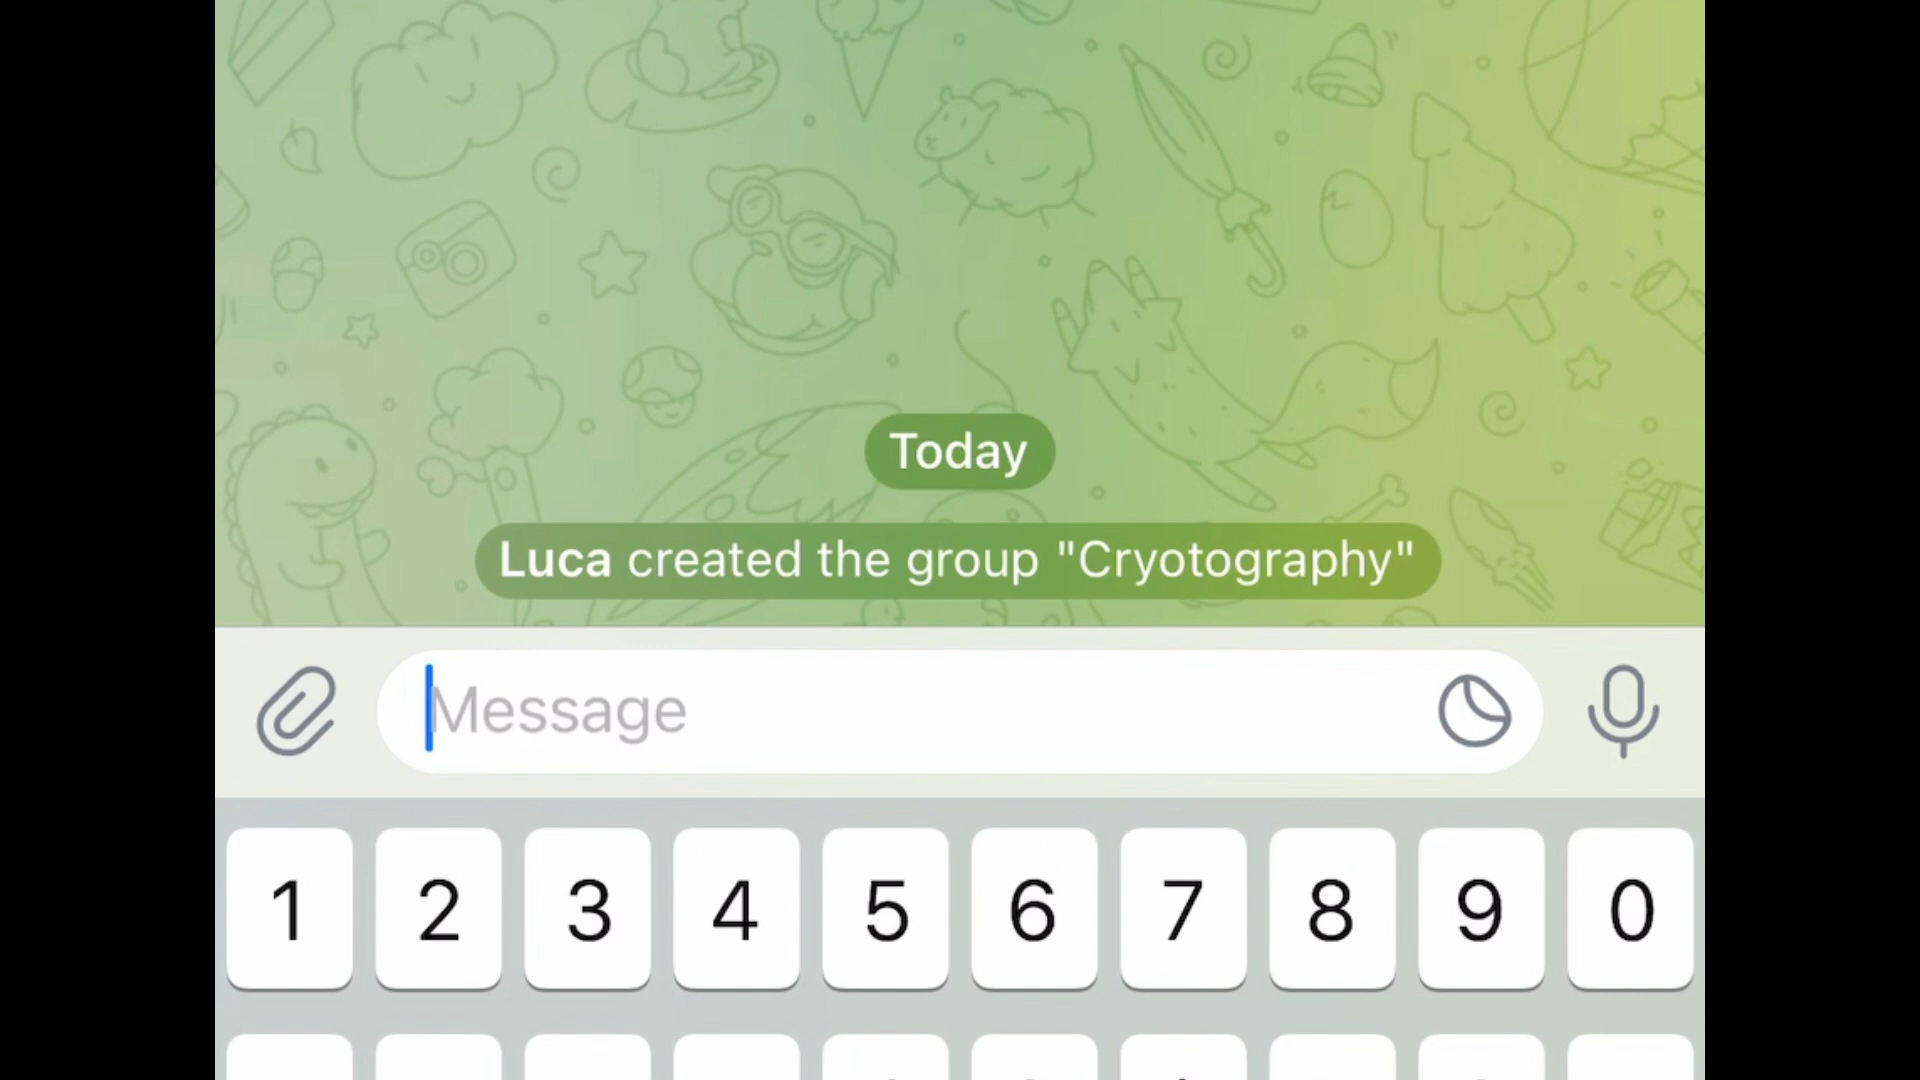 Today
Luca created the group "Cryotography"
Message
1 2 3 4 5 6 7 8 9 0